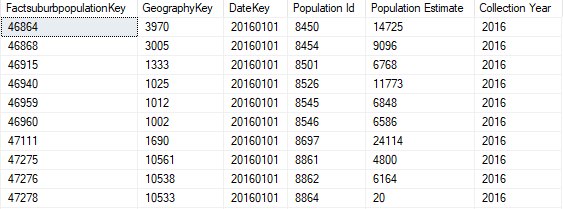 FactsuburbpopulationKey GeographyKey DateKey Population Id Population Estimate Collection Year
46864 3970 20160101 8450 14725 2016
46868 3005 20160101 8454 9096 2016
46915 1333 20160101 8501 6768 2016
46940 1025 20160101 8526 11773 2016
46959 1012 20160101 8545 6848 2016
46960 1002 20160101 8546 6586 2016
47111 1690 20160101 8697 24114 2016
47275 10561 20160101 8861 4800 2016
47276 10538 20160101 8862 6164 2016
47278 10533 20160101 8864 20 2016